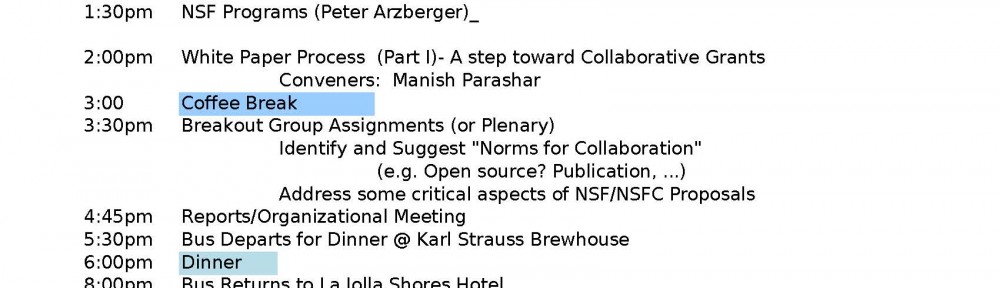 1:30pm NSF Programs (Peter Arzberger)_
2:00pm White Paper Process (Part I)- A step toward Collaborative Grants
Conveners: Manish Parashar
3:00 Coffee Break
3:30pm Breakout Group Assignments (or Plenary)
Identify and Suggest "Norms for Collaboration"
(e.g. Open source? Publication, ...)
Address some critical aspects of NSF/NSFC Proposals
4:45pm Reports/Organizational Meeting
5:30pm Bus Departs for Dinner @ Karl Strauss Brewhouse
6:00pm Dinner
8:00pm Bus Returns to La Jolla Shores Hotel